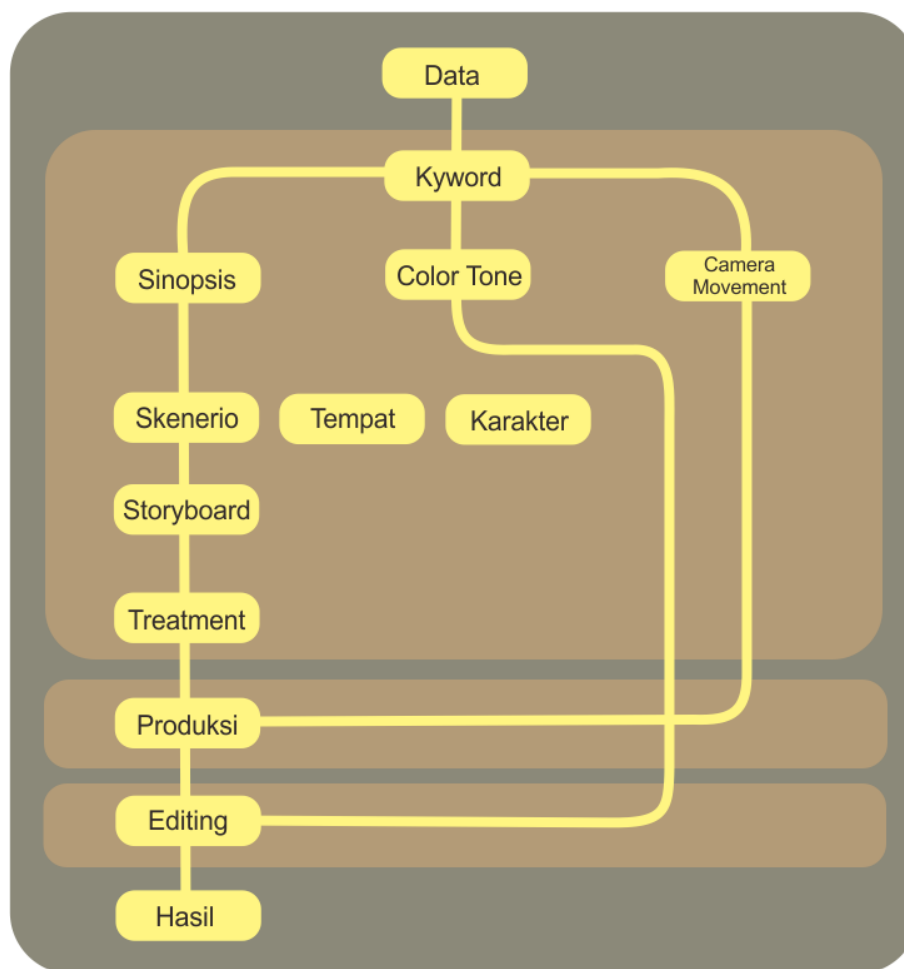 Data
Kyword
Sinopsis
Color Tone
Camera
Movement
Skenerio
Tempat
Karakter
Storyboard
Treatment
Produksi
Editing
Hasil